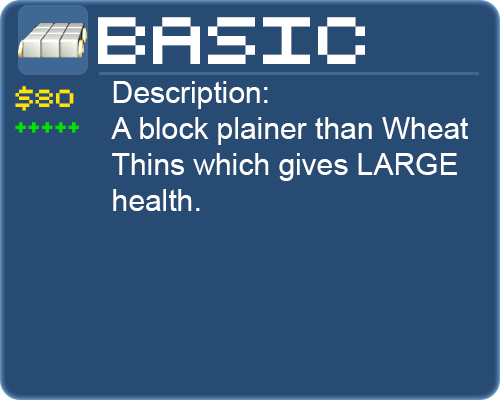 BASIC
$80
+++++
Description:
A block plainer than Wheat
Thins which gives LARGE
health.